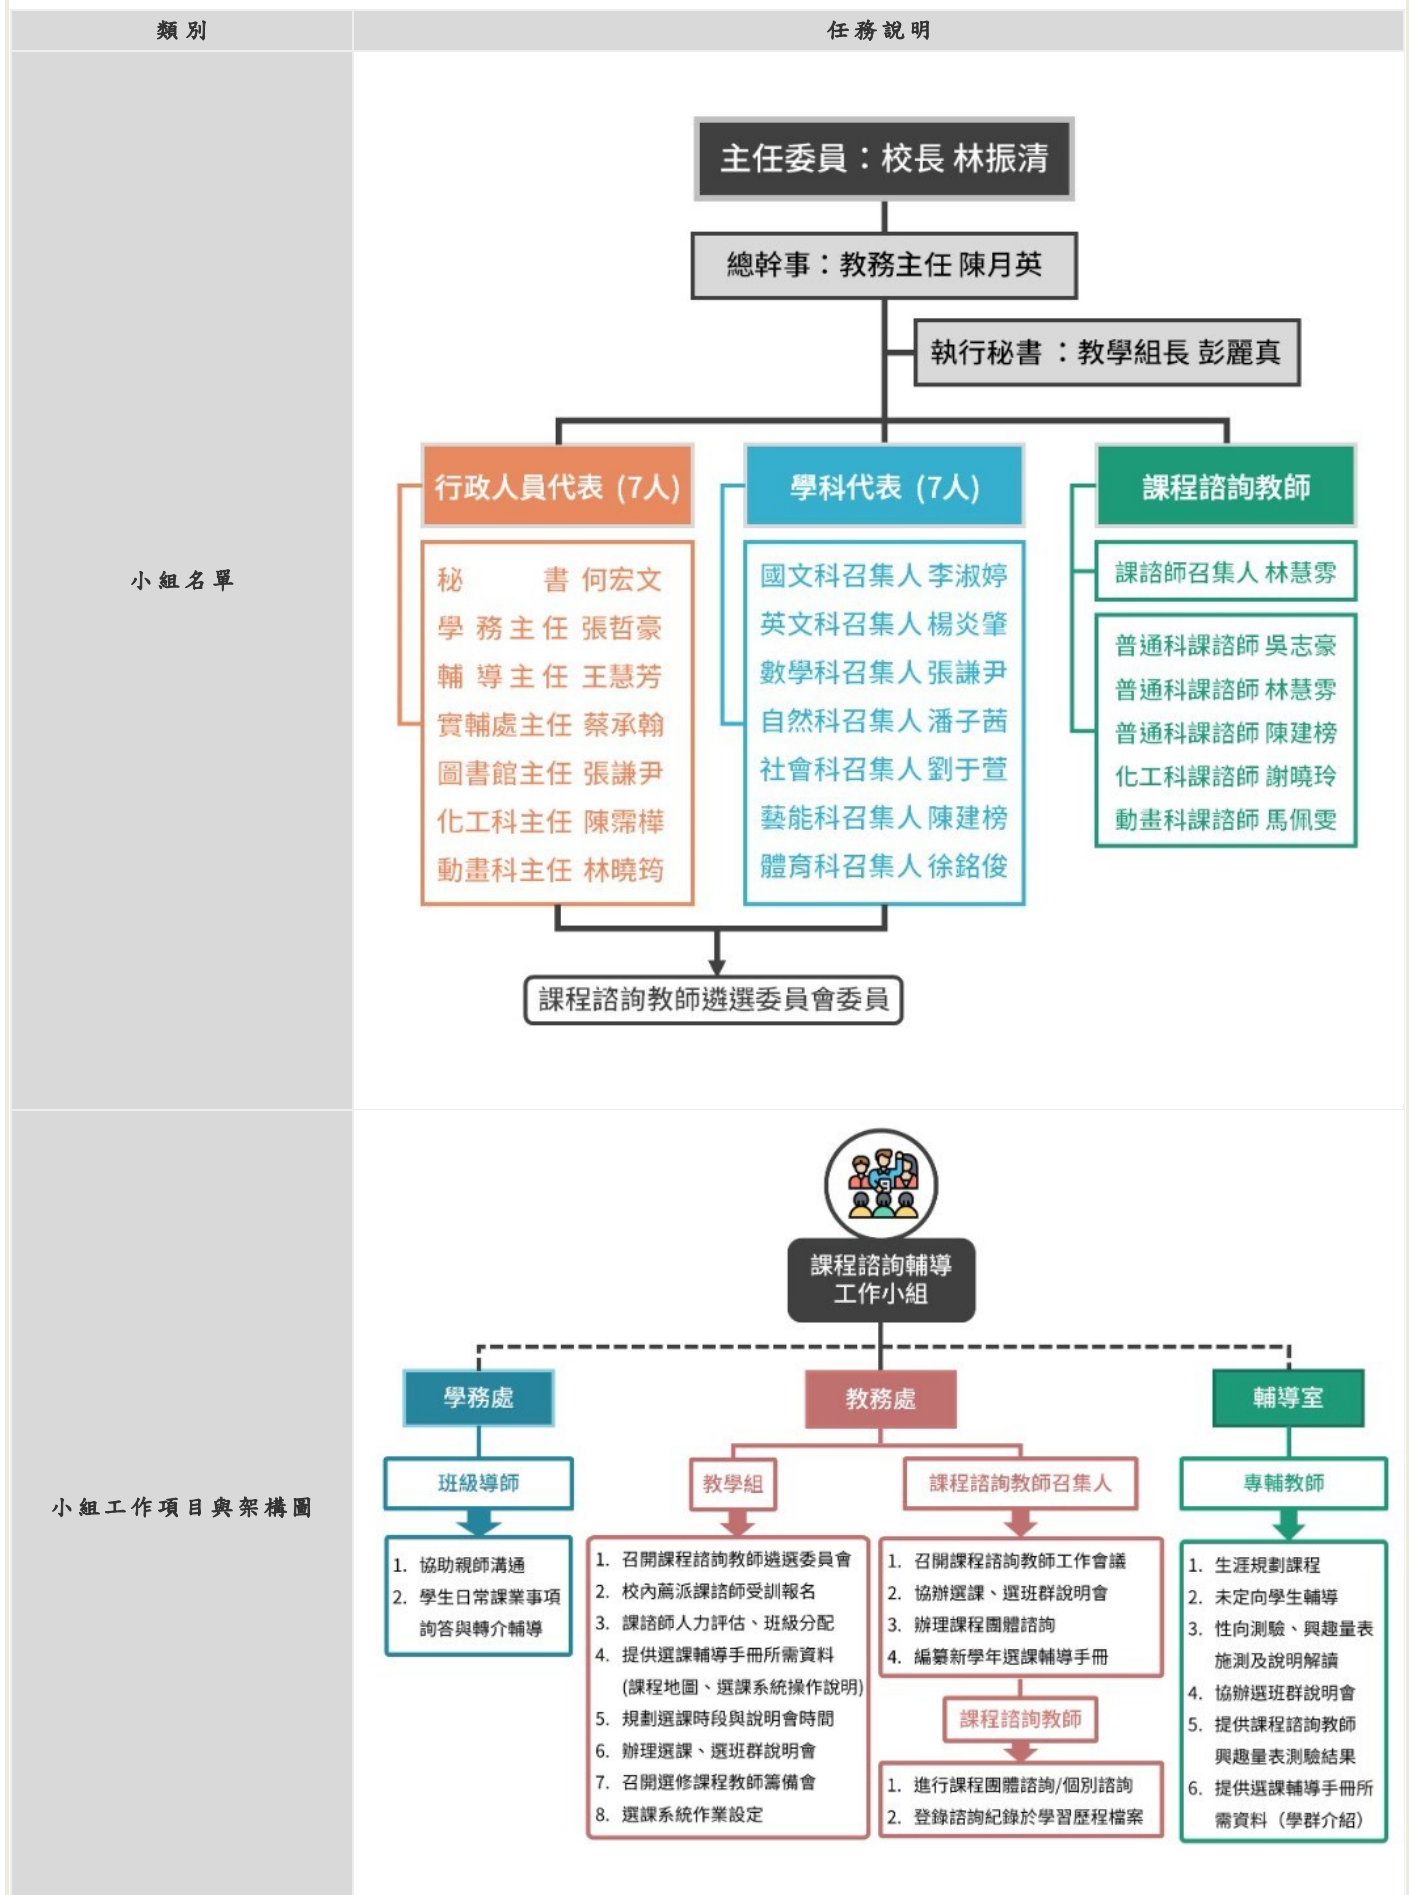 類別
任務說明
小組名單
主任委員：校長 林振清
總幹事：教務主任 陳月英
執行秘書 ：教學組長 彭麗真
行政人員代表 (7人)
秘 書 何宏文
學 務 主 任 張哲豪
輔 導 主 任 王慧芳
實輔處主任 蔡承翰
圖書館主任 張謙尹
化工科主任 陳霈樺
動畫科主任 林曉筠
學科代表 (7人)
國文科召集人 李淑婷
英文科召集人 楊炎肇
數學科召集人 張謙尹
自然科召集人 潘子茜
社會科召集人 劉于萱
藝能科召集人 陳建榜
體育科召集人 徐銘俊
課程諮詢教師
課諮師召集人 林慧雰
普通科課諮師 吳志豪
普通科課諮師 林慧雰
普通科課諮師 陳建榜
化工科課諮師 謝曉玲
動畫科課諮師 馬佩雯
課程諮詢教師遴選委員會委員
小組工作項目與架構圖
課程諮詢輔導
工作小組
學務處
班級導師
1. 協助親師溝通
2. 學生日常課業事項
詢答與轉介輔導
教務處
教學組
1. 召開課程諮詢教師遴選委員會
2. 校內薦派課諮師受訓報名
3. 課諮師人力評估、班級分配
4. 提供選課輔導手冊所需資料
(課程地圖、選課系統操作說明)
5. 規劃選課時段與說明會時間
6. 辦理選課、選班群說明會
7. 召開選修課程教師籌備會
8. 選課系統作業設定
課程諮詢教師召集人
1. 召開課程諮詢教師工作會議
2. 協辦選課、選班群說明會
3. 辦理課程團體諮詢
4. 編纂新學年選課輔導手冊
課程諮詢教師
1. 進行課程團體諮詢/個別諮詢
2. 登錄諮詢紀錄於學習歷程檔案
輔導室
專輔教師
1. 生涯規劃課程
2. 未定向學生輔導
3. 性向測驗、興趣量表
施測及說明解讀
4. 協辦選班群說明會
5. 提供課程諮詢教師
興趣量表測驗結果
6. 提供選課輔導手冊所
需資料（學群介紹）